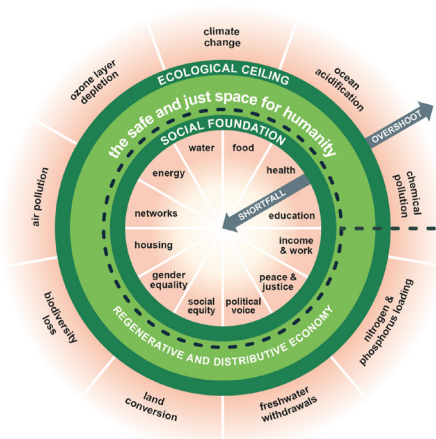 climate
change
ozone layer
depletion
ocean
acidification
ECOLOGICAL CEILING
the safe and just space for humanity
SOCIAL FOUNDATION
OVERSHOOT
water
food
energy
health
SHORTFALL
air pollution
chemical
pollution
networks
education
housing
income
& work
gender
equality
peace &
justice
social
equity
political
voice
REGENERATIVE AND DISTRIBUTIVE ECONOMY
biodiversity
loss
nitrogen &
phosphorus loading
land
conversion
freshwater
withdrawals